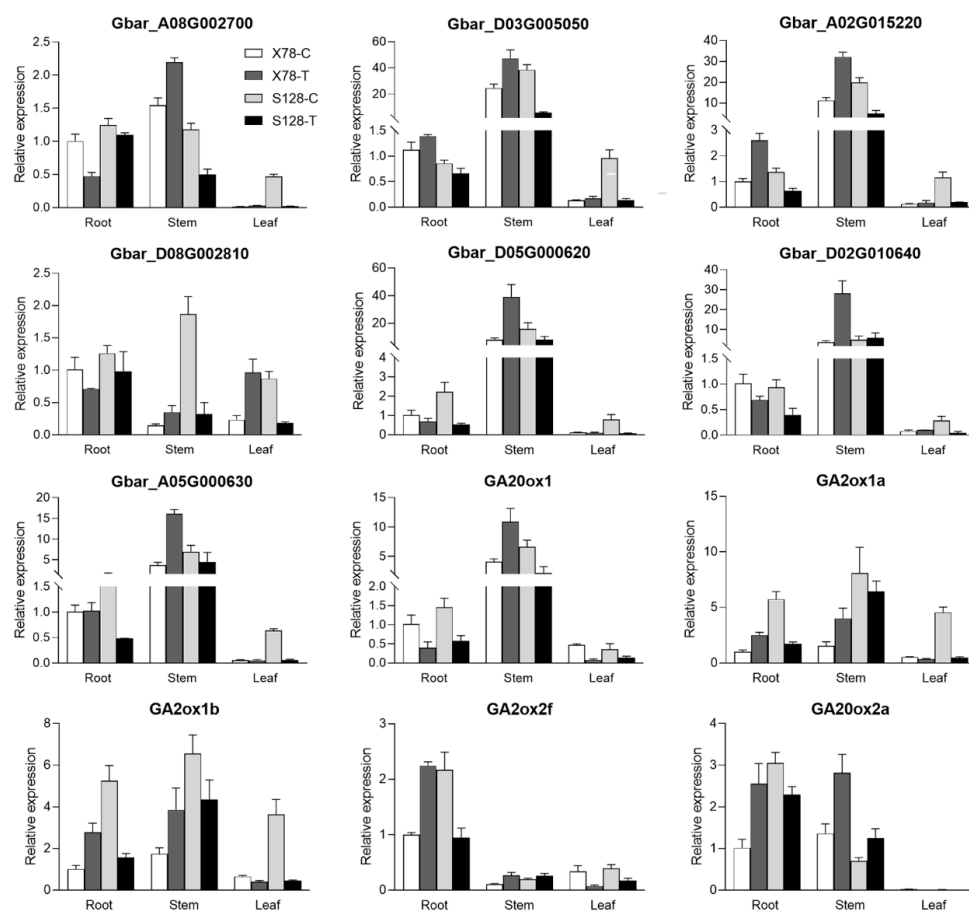 Gbar_A08G002700
Relative expression
2.5
2.0
1.5
1.0
0.5
0.0
X78-C
X78-T
S128-C
S128-T
Root Stem Leaf
Gbar_D03G005050
Relative expression
60
40
20
1.5
1.0
0.5
0.0
Root Stem Leaf
Gbar_A02G015220
Relative expression
40
30
20
10
3
2
1
0
Root Stem Leaf
Gbar_D08G002810
Relative expression
2.5
2.0
1.5
1.0
0.5
0.0
Root Stem Leaf
Gbar_D05G000620
Relative expression
60
40
20
4
3
2
1
0
Root Stem Leaf
Gbar_D02G010640
Relative expression
40
30
20
10
1.5
1.0
0.5
0.0
Root Stem Leaf
Gbar_A05G000630
Relative expression
20
15
10
5
1.5
1.0
0.5
0.0
Root Stem Leaf
GA20ox1
Relative expression
15
10
5
2.0
1.5
1.0
0.5
0.0
Root Stem Leaf
GA2ox1a
Relative expression
15
10
5
0
Root Stem Leaf
GA2ox1b
Relative expression
8
6
4
2
0
Root Stem Leaf
GA2ox2f
Relative expression
3
2
1
0
Root Stem Leaf
GA20ox2a
Relative expression
4
3
2
1
0
Root Stem Leaf